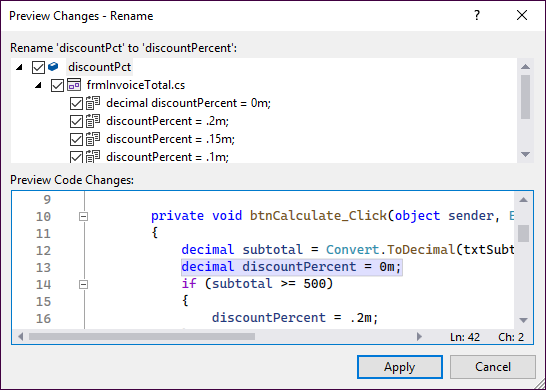 Preview Changes - Rename
Rename 'discountPct' to 'discountPercent':
discountPct
frmInvoiceTotal.cs
decimal discountPercent = 0m;
discountPercent = .2m;
discountPercent = .15m;
discountPercent = .1m;
Preview Code Changes:
9
10 private void btnCalculate_Click(object sender, E
11 {
12 decimal subtotal = Convert.ToDecimal(txtSubt
13 decimal discountPercent = 0m;
14 if (subtotal >= 500)
15 {
16 discountPercent = .2m;
Ln: 42 Ch: 2
Apply Cancel